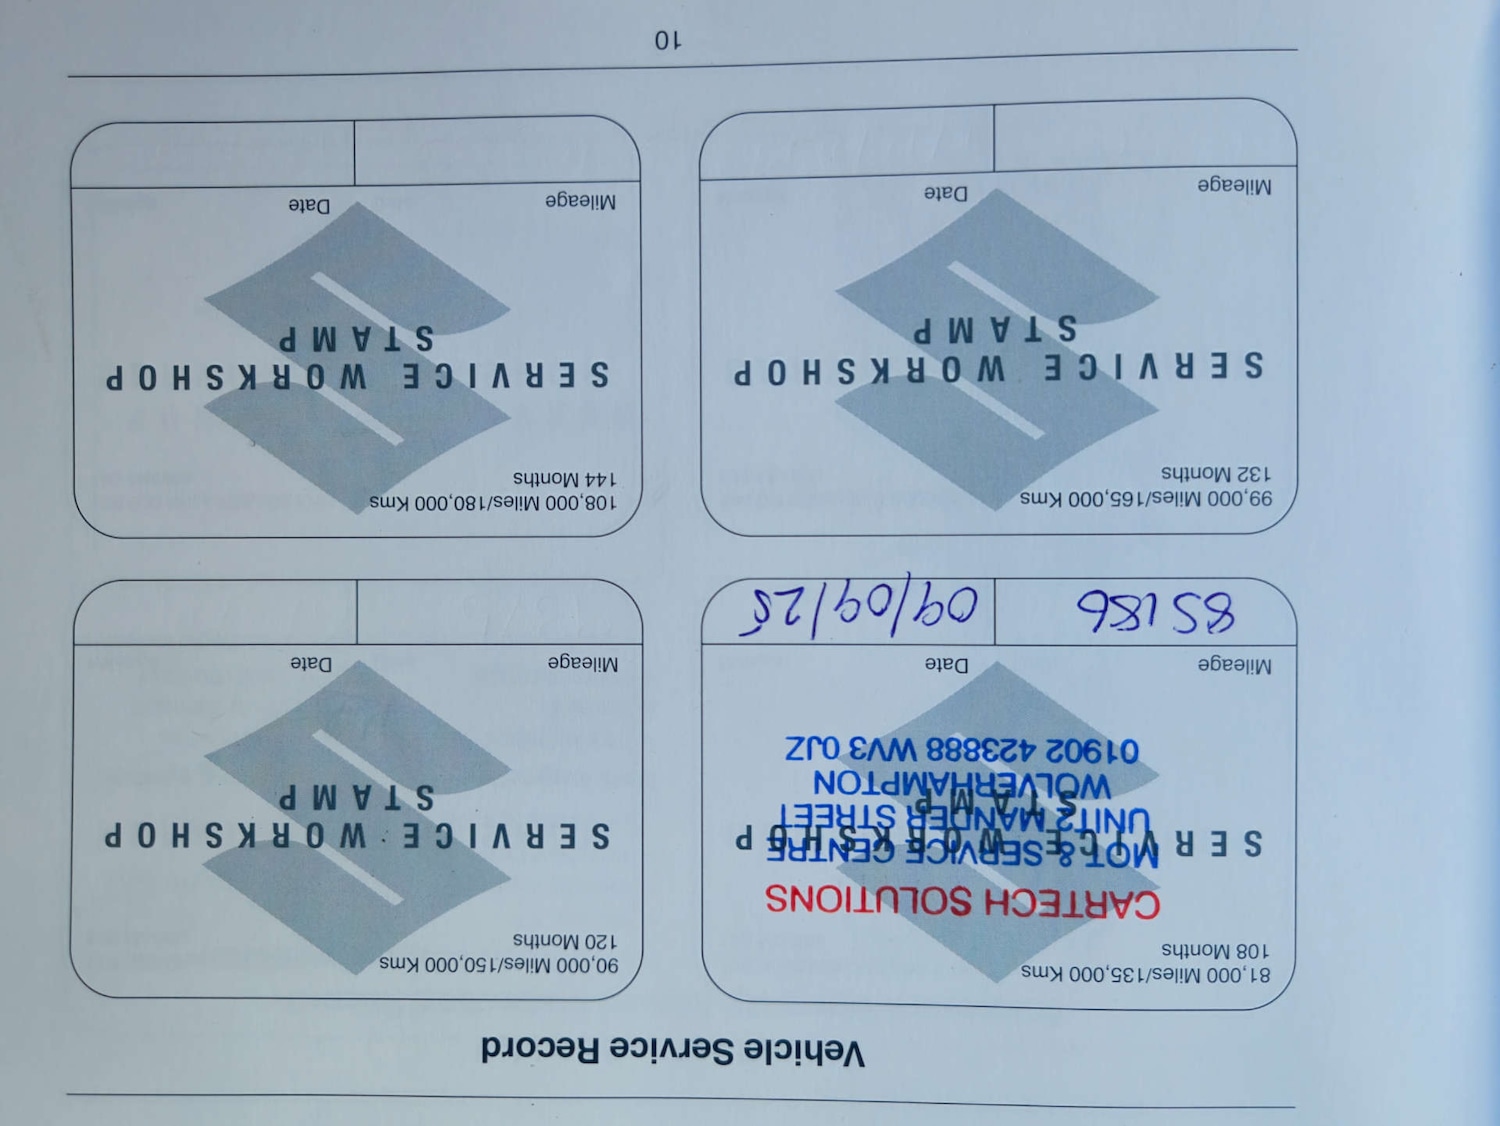 Vehicle Service Record
81,000 Miles/135,000 Kms
108 Months
CARTECH SOLUTIONS
MOT & SERVICE CENTRE
SERVICE WORKSHOP
UNIT2 MANDER STREET
STAMP
WOLVERHAMPTON
01902 423888 WV3 0JZ
Mileage Date
85186 09/09/25
90,000 Miles/150,000 Kms
120 Months
SERVICE WORKSHOP
STAMP
Mileage Date
99,000 Miles/165,000 Kms
132 Months
SERVICE WORKSHOP
STAMP
Mileage Date
108,000 Miles/180,000 Kms
144 Months
SERVICE WORKSHOP
STAMP
Mileage Date
10